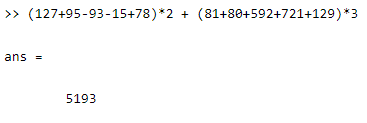 >> (127+95-93-15+78)*2 + (81+80+592+721+129)*3
ans =
5193